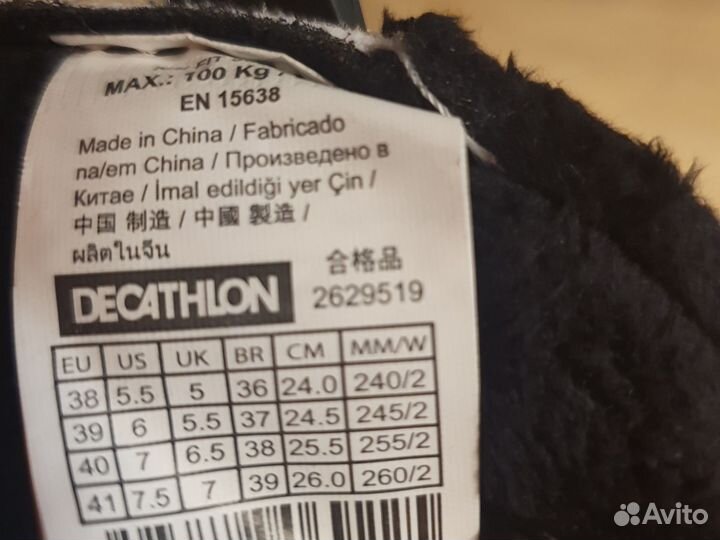 MAX.: 100 Kg
EN 15638
Made in China / Fabricado
na/em China / Произведено в
Китае / İmal edildiği yer Çin /
中国 制造 / 中國 製造 /
ผลิตในจีน
合格品
DECATHLON 2629519
EU US UK BR CM MM/W
38 5.5 5 36 24.0 240/2
39 6 5.5 37 24.5 245/2
40 7 6.5 38 25.5 255/2
41 7.5 7 39 26.0 260/2
Avito